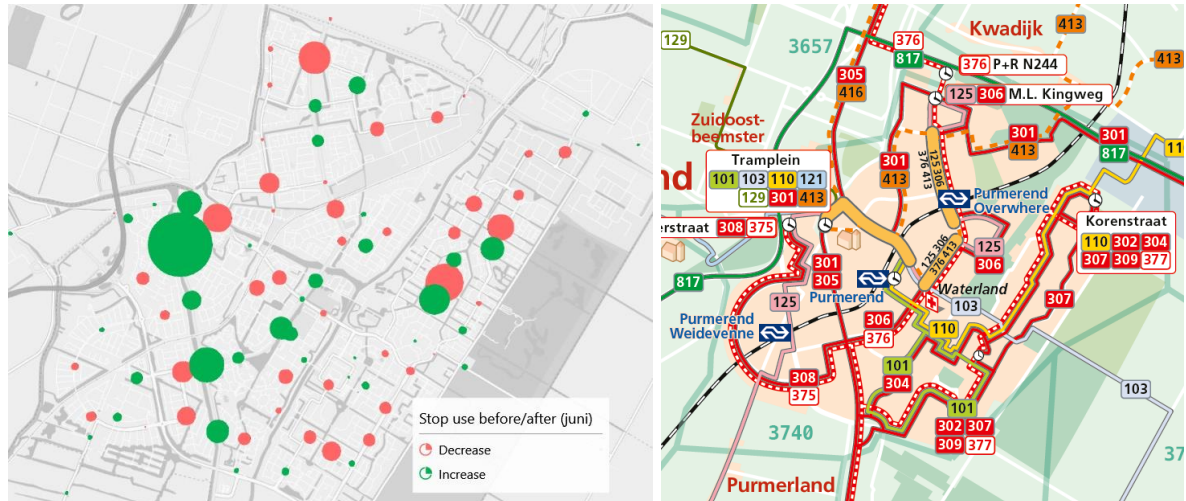 Stop use before/after (juni)
Decrease
Increase
129
3657
376
817
Kwadijk
413
413
376 P+R N244
305
416
125 306 M.L. Kingweg
Zuidoost-
beemster
301
413
301
817
110
Tramplein
101 103 110 121
129 301 413
301
413
125 306
376 413
nd
Purmerend
Overwhere
erstraat 308 375
Korenstraat
110 302 304
307 309 377
125
306
125 306
376 413
817
301
305
Purmerend
Waterland
103
307
125
Purmerend
Weidevenne
306
376
110
101
304
308
375
103
101
302 307
309 377
3740
37
Purmerland